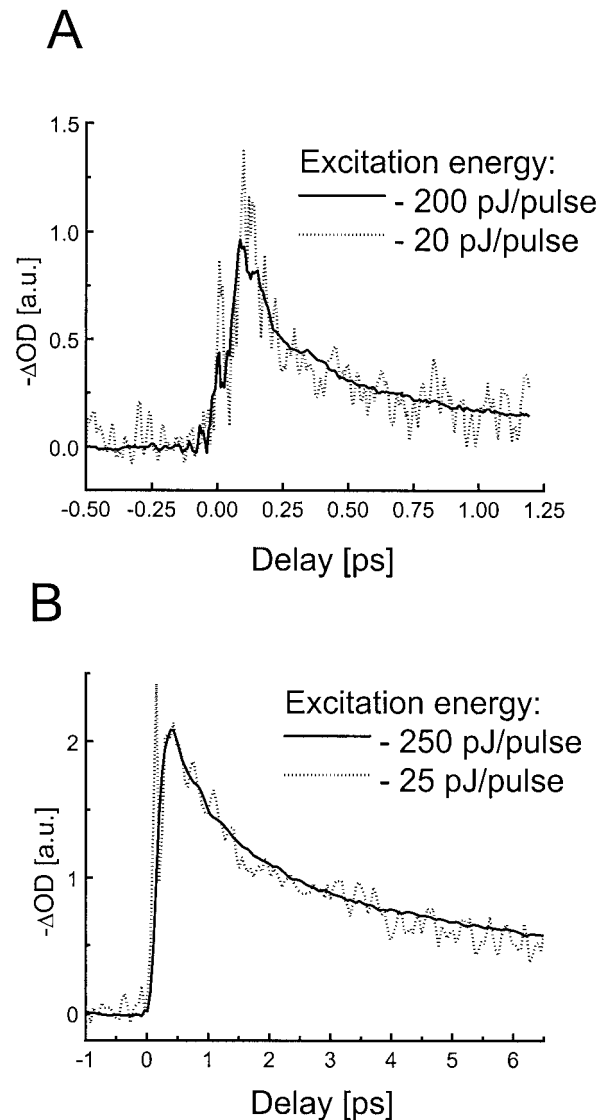 A
1.5
Excitation energy:
- 200 pJ/pulse
- 20 pJ/pulse
1.0
0.5
0.0
-ΔOD [a.u.]
-0.50 -0.25 0.00 0.25 0.50 0.75 1.00 1.25
Delay [ps]
B
Excitation energy:
- 250 pJ/pulse
- 25 pJ/pulse
2
1
0
-ΔOD [a.u.]
-1 0 1 2 3 4 5 6
Delay [ps]